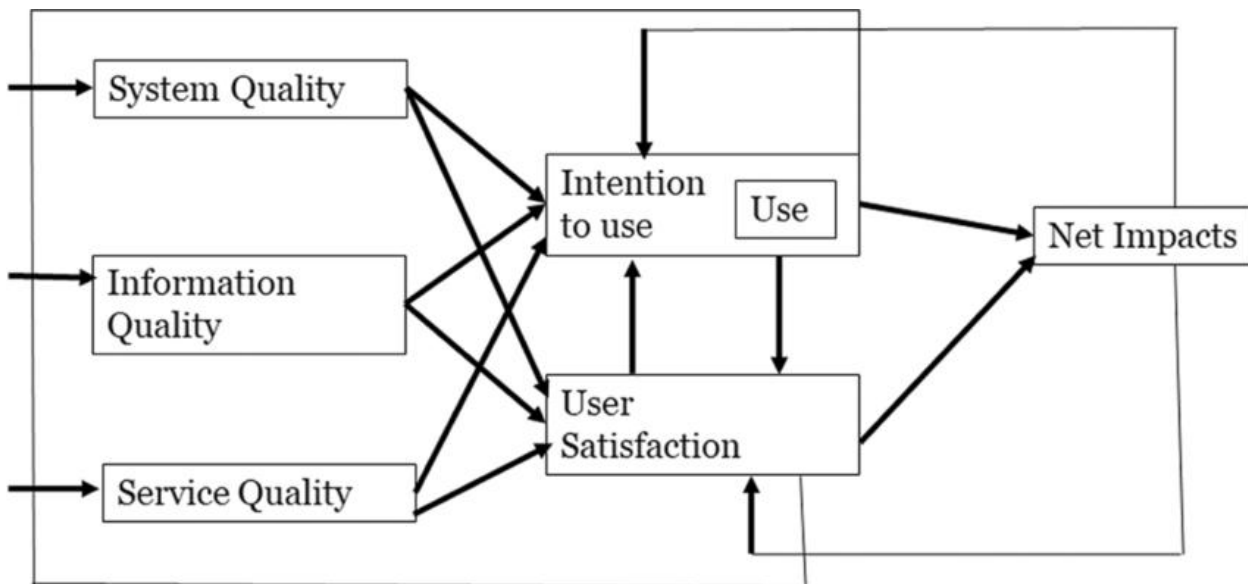 System Quality
Intention
to use
Use
Net Impacts
Information
Quality
User
Satisfaction
Service Quality